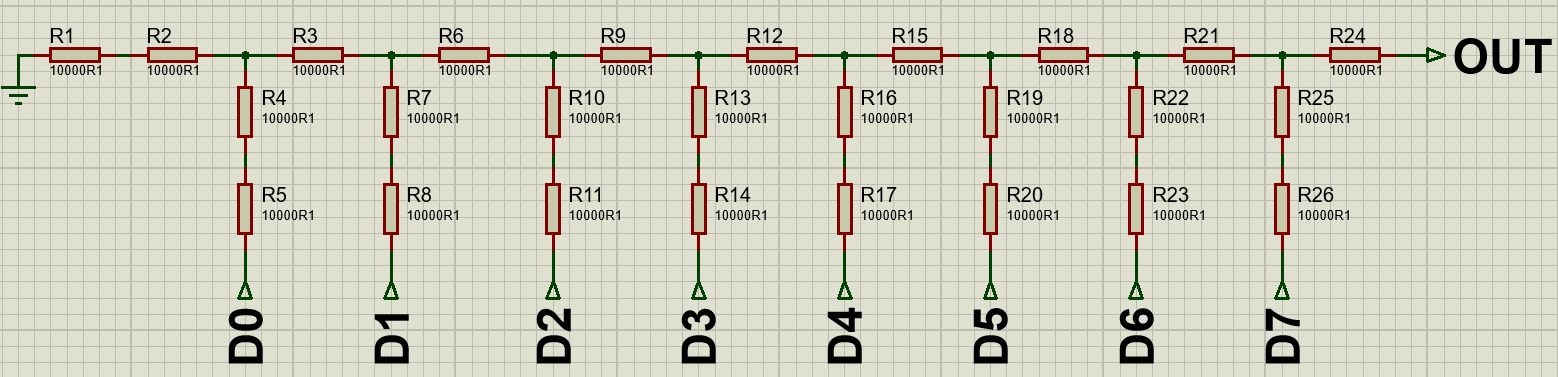 R1 R2 R3 R6 R9 R12 R15 R18 R21 R24
OUT
10000R1 10000R1 10000R1 10000R1 10000R1 10000R1 10000R1 10000R1 10000R1 10000R1
R4 R7 R10 R13 R16 R19 R22 R25
10000R1 10000R1 10000R1 10000R1 10000R1 10000R1 10000R1 10000R1
R5 R8 R11 R14 R17 R20 R23 R26
10000R1 10000R1 10000R1 10000R1 10000R1 10000R1 10000R1 10000R1
D0 D1 D2 D3 D4 D5 D6 D7